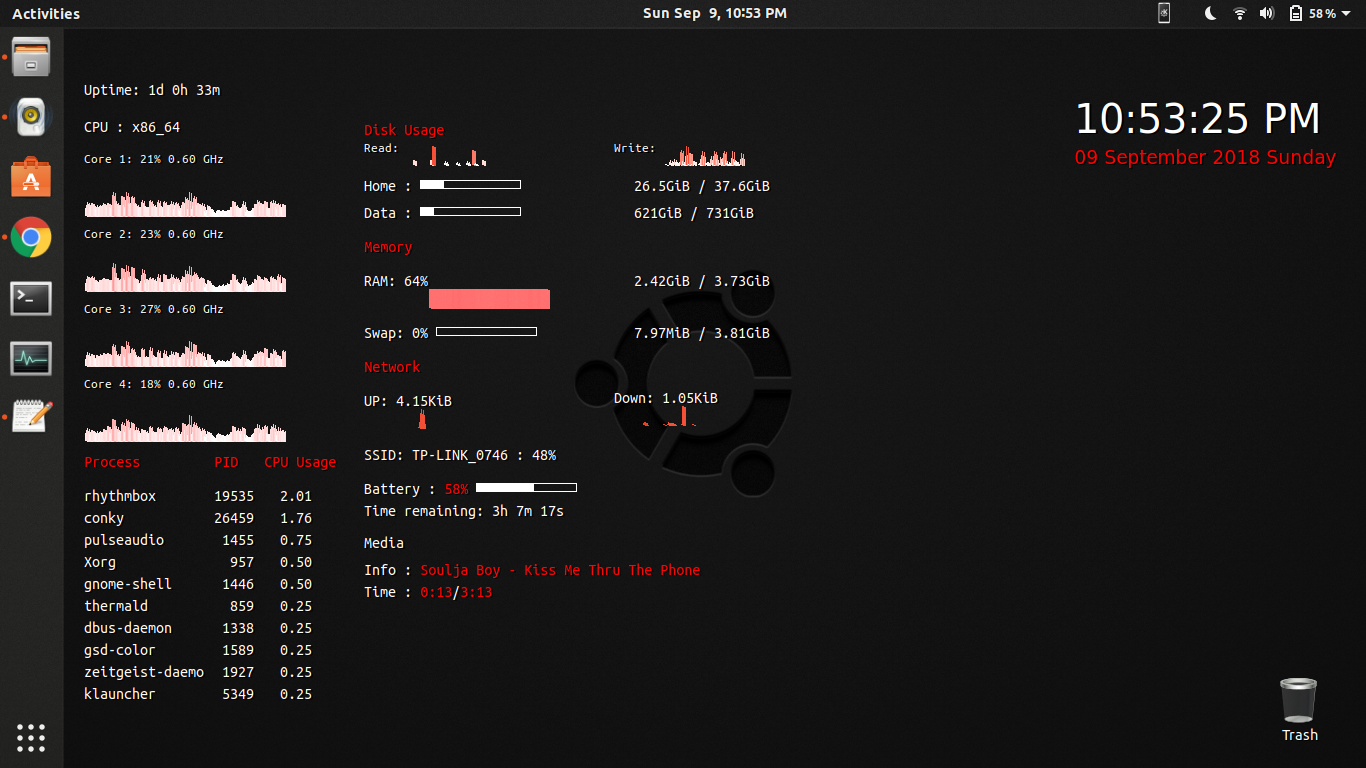 Activities
Sun Sep 9, 10:53 PM
58%
Uptime: 1d 0h 33m
CPU : x86_64
Core 1: 21% 0.60 GHz
Core 2: 23% 0.60 GHz
Core 3: 27% 0.60 GHz
Core 4: 18% 0.60 GHz
Process PID CPU Usage
rhythmbox 19535 2.01
conky 26459 1.76
pulseaudio 1455 0.75
Xorg 957 0.50
gnome-shell 1446 0.50
thermald 859 0.25
dbus-daemon 1338 0.25
gsd-color 1589 0.25
zeitgeist-daemo 1927 0.25
klauncher 5349 0.25
Disk Usage
Read: Write:
Home : 26.5GiB / 37.6GiB
Data : 621GiB / 731GiB
Memory
RAM: 64% 2.42GiB / 3.73GiB
Swap: 0% 7.97MiB / 3.81GiB
Network
UP: 4.15KiB Down: 1.05KiB
SSID: TP-LINK_0746 : 48%
Battery : 58%
Time remaining: 3h 7m 17s
Media
Info : Soulja Boy - Kiss Me Thru The Phone
Time : 0:13/3:13
10:53:25 PM
09 September 2018 Sunday
Trash